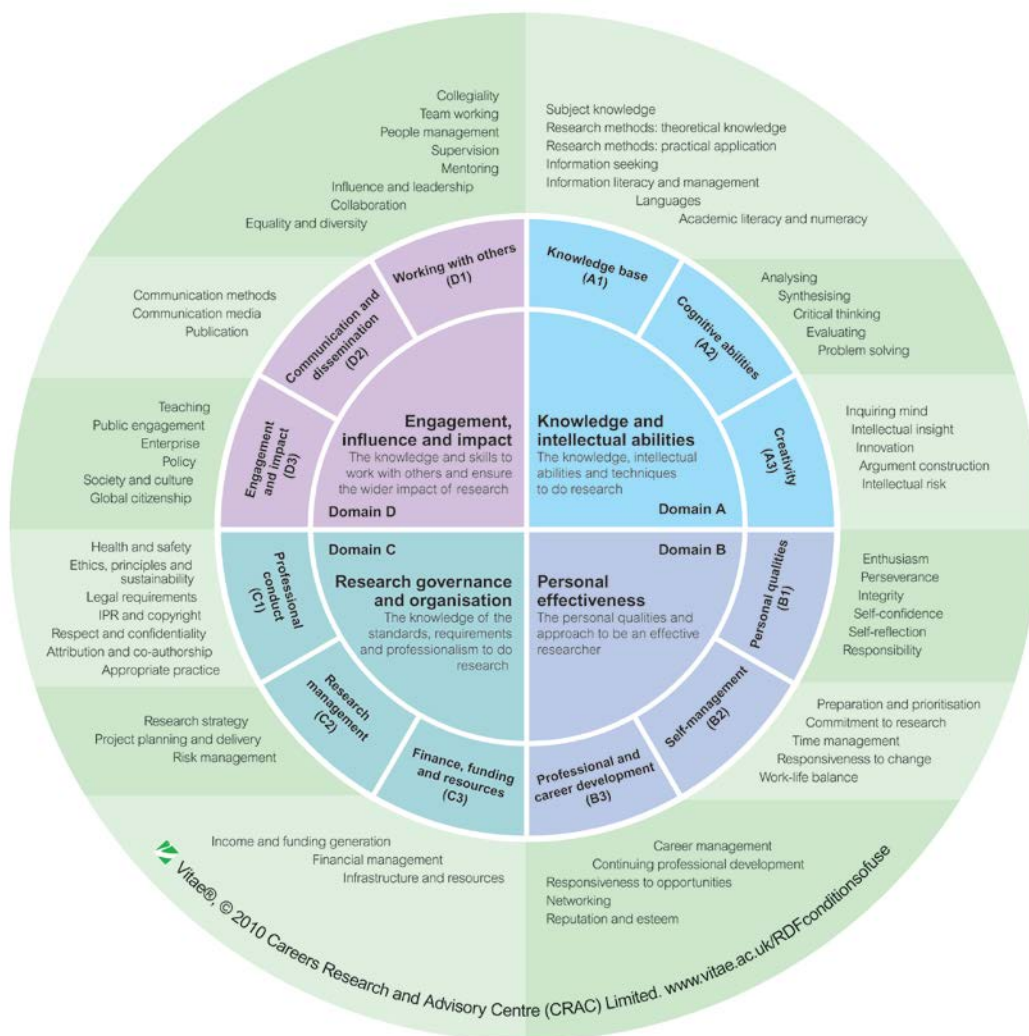 Collegiality
Team working
People management
Supervision
Mentoring
Influence and leadership
Collaboration
Equality and diversity
Subject knowledge
Research methods: theoretical knowledge
Research methods: practical application
Information seeking
Information literacy and management
Languages
Academic literacy and numeracy
Working with others
(D1)
Knowledge base
(A1)
Communication methods
Communication media
Publication
Communication and
dissemination
(D2)
Cognitive abilities
(A2)
Analysing
Synthesising
Critical thinking
Evaluating
Problem solving
Teaching
Public engagement
Enterprise
Policy
Society and culture
Global citizenship
Engagement
and impact
(D3)
Engagement,
influence and impact
The knowledge and skills to
work with others and ensure
the wider impact of research
Domain D
Knowledge and
intellectual abilities
The knowledge, intellectual
abilities and techniques
to do research
Domain A
Creativity
(A3)
Inquiring mind
Intellectual insight
Innovation
Argument construction
Intellectual risk
Health and safety
Ethics, principles and
sustainability
Legal requirements
IPR and copyright
Respect and confidentiality
Attribution and co-authorship
Appropriate practice
Professional
conduct
(C1)
Domain C
Research governance
and organisation
The knowledge of the
standards, requirements
and professionalism to do
research
Domain B
Personal
effectiveness
The personal qualities and
approach to be an effective
researcher
Personal qualities
(B1)
Enthusiasm
Perseverance
Integrity
Self-confidence
Self-reflection
Responsibility
Research strategy
Project planning and delivery
Risk management
Research
management
(C2)
Self-management
(B2)
Preparation and prioritisation
Commitment to research
Time management
Responsiveness to change
Work-life balance
Finance, funding
and resources
(C3)
Professional and
career development
(B3)
Income and funding generation
Financial management
Infrastructure and resources
Career management
Continuing professional development
Responsiveness to opportunities
Networking
Reputation and esteem
Vitae®, © 2010 Careers Research and Advisory Centre (CRAC) Limited. www.vitae.ac.uk/RDFconditionsofuse